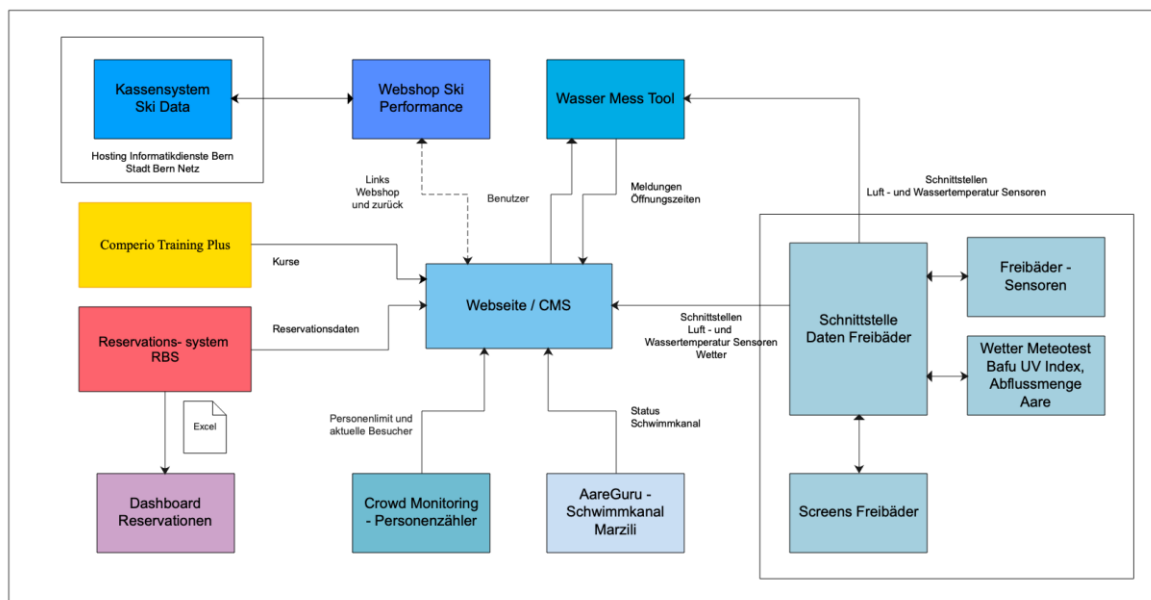 Kassensystem
Ski Data
Hosting Informatikdienste Bern
Stadt Bern Netz
Webshop Ski
Performance
Wasser Mess Tool
Links
Webshop
und zurück
Benutzer
Meldungen
Öffnungszeiten
Schnittstellen
Luft - und Wassertemperatur Sensoren
Comperio Training Plus
Kurse
Webseite / CMS
Reservations- system
RBS
Reservationsdaten
Schnittstellen
Luft - und
Wassertemperatur Sensoren
Wetter
Schnittstelle
Daten Freibäder
Freibäder -
Sensoren
Wetter Meteotest
Bafu UV Index,
Abflussmenge
Aare
Excel
Personenlimit und
aktuelle Besucher
Status
Schwimmkanal
Dashboard
Reservationen
Crowd Monitoring
- Personenzähler
AareGuru -
Schwimmkanal
Marzili
Screens Freibäder